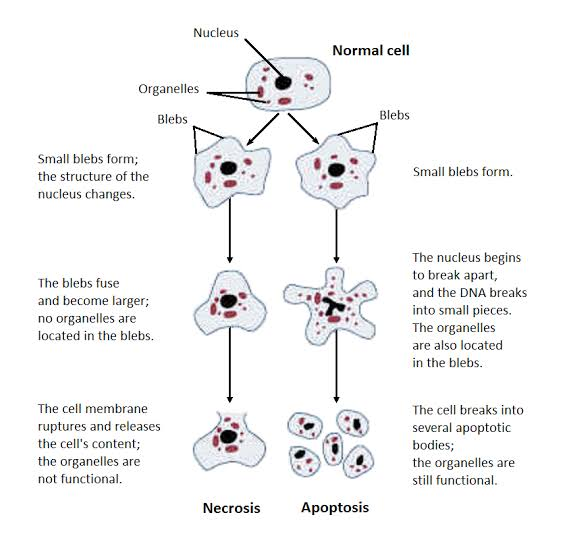 Nucleus
Normal cell
Organelles
Blebs
Blebs
Small blebs form;
the structure of the
nucleus changes.
Small blebs form.
The blebs fuse
and become larger;
no organelles are
located in the blebs.
The nucleus begins
to break apart,
and the DNA breaks
into small pieces.
The organelles
are also located
in the blebs.
The cell membrane
ruptures and releases
the cell's content;
the organelles are
not functional.
The cell breaks into
several apoptotic
bodies;
the organelles are
still functional.
Necrosis
Apoptosis